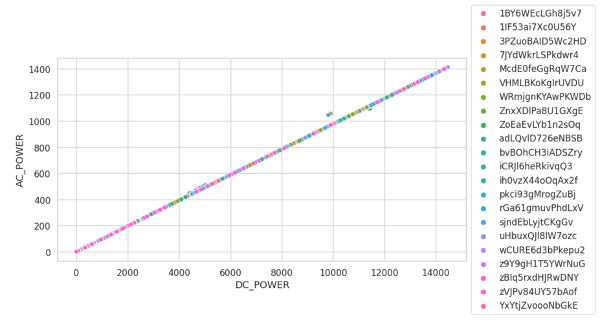 1BY6WEcLGh8j5v7
1IF53ai7Xc0U56Y
3PZuoBAID5Wc2HD
7JYdWkrLSPkdwr4
McdE0feGgRqW7Ca
VHMLBKoKgIrUVDU
WRmjgnKYAwPKWDb
ZnxXDlPa8U1GXgE
ZoEaEvLYb1n2sOq
adLQvlD726eNBSB
bvBOhCH3iADSZry
iCRJl6heRkivqQ3
ih0vzX44oOqAx2f
pkci93gMrogZuBj
rGa61gmuvPhdLxV
sjndEbLyjtCKgGv
uHbuxQJl8lW7ozc
wCURE6d3bPkepu2
z9Y9gH1T5YWrNuG
zBIq5rxdHJRwDNY
zVJPv84UY57bAof
YxYtjZvoooNbGkE
1400
1200
1000
800
600
400
200
0
AC_POWER
0 2000 4000 6000 8000 10000 12000 14000
DC_POWER